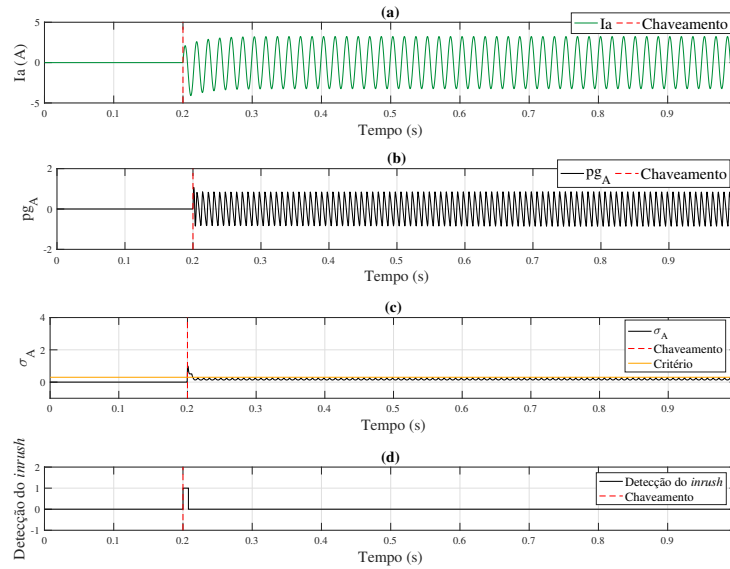 (a)
Ia
Chaveamento
Ia (A)
5
0
-5
0
0.1
0.2
0.3
0.4
0.5
0.6
0.7
0.8
0.9
Tempo (s)
(b)
pg_A
Chaveamento
pg_A
2
0
-2
0
0.1
0.2
0.3
0.4
0.5
0.6
0.7
0.8
0.9
Tempo (s)
(c)
σ_A
Chaveamento
Critério
σ_A
4
2
0
0
0.1
0.2
0.3
0.4
0.5
0.6
0.7
0.8
0.9
Tempo (s)
(d)
Detecção do inrush
Chaveamento
Detecção do inrush
2
1
0
-1
0
0.1
0.2
0.3
0.4
0.5
0.6
0.7
0.8
0.9
Tempo (s)